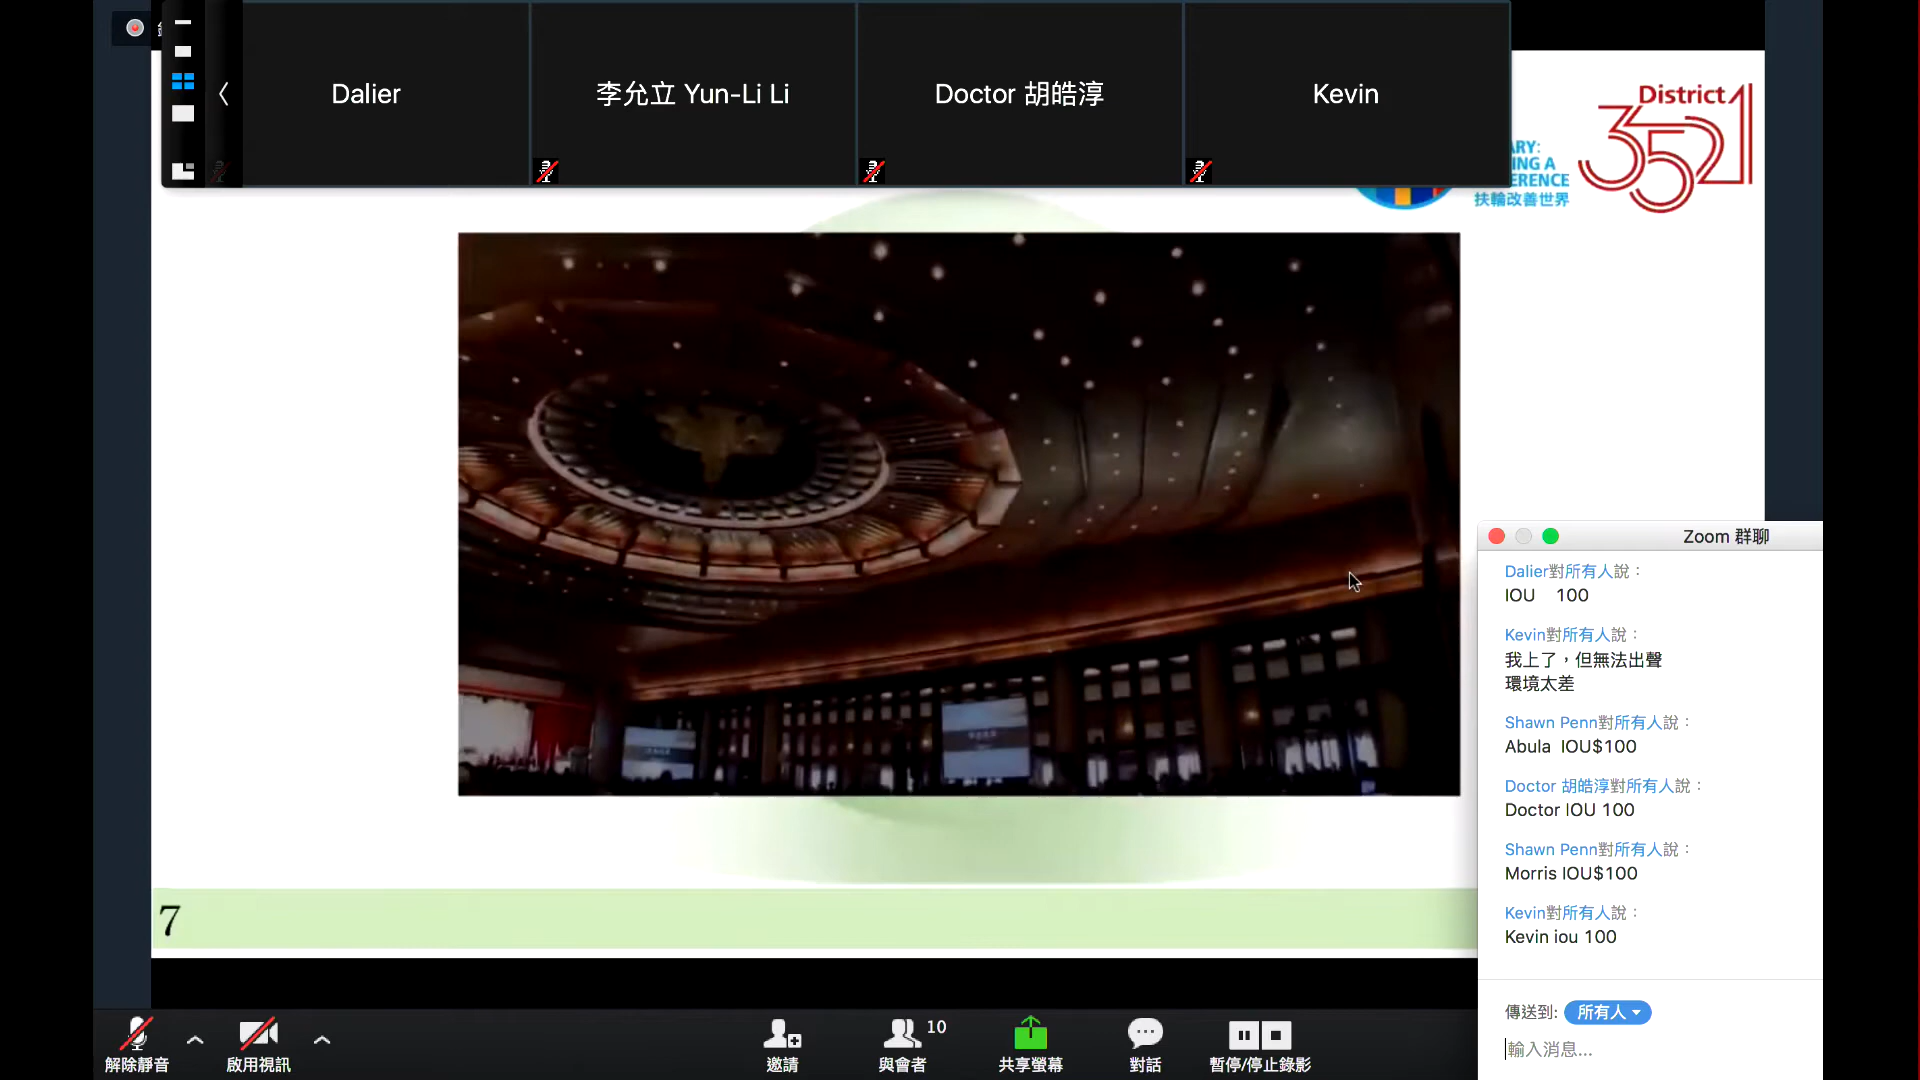 Dalier
李允立 Yun-Li Li
Doctor 胡皓淳
Kevin
District
3521
ARY:
ING A
ERENCE
扶輪改善世界
7
Zoom 群聊
Dalier對所有人說：
IOU 100
Kevin對所有人說：
我上了，但無法出聲
環境太差
Shawn Penn對所有人說：
Abula IOU$100
Doctor 胡皓淳對所有人說：
Doctor IOU 100
Shawn Penn對所有人說：
Morris IOU$100
Kevin對所有人說：
Kevin iou 100
傳送到: 所有人
輸入消息...
解除靜音
啟用視訊
邀請
10
與會者
共享螢幕
對話
暫停/停止錄影